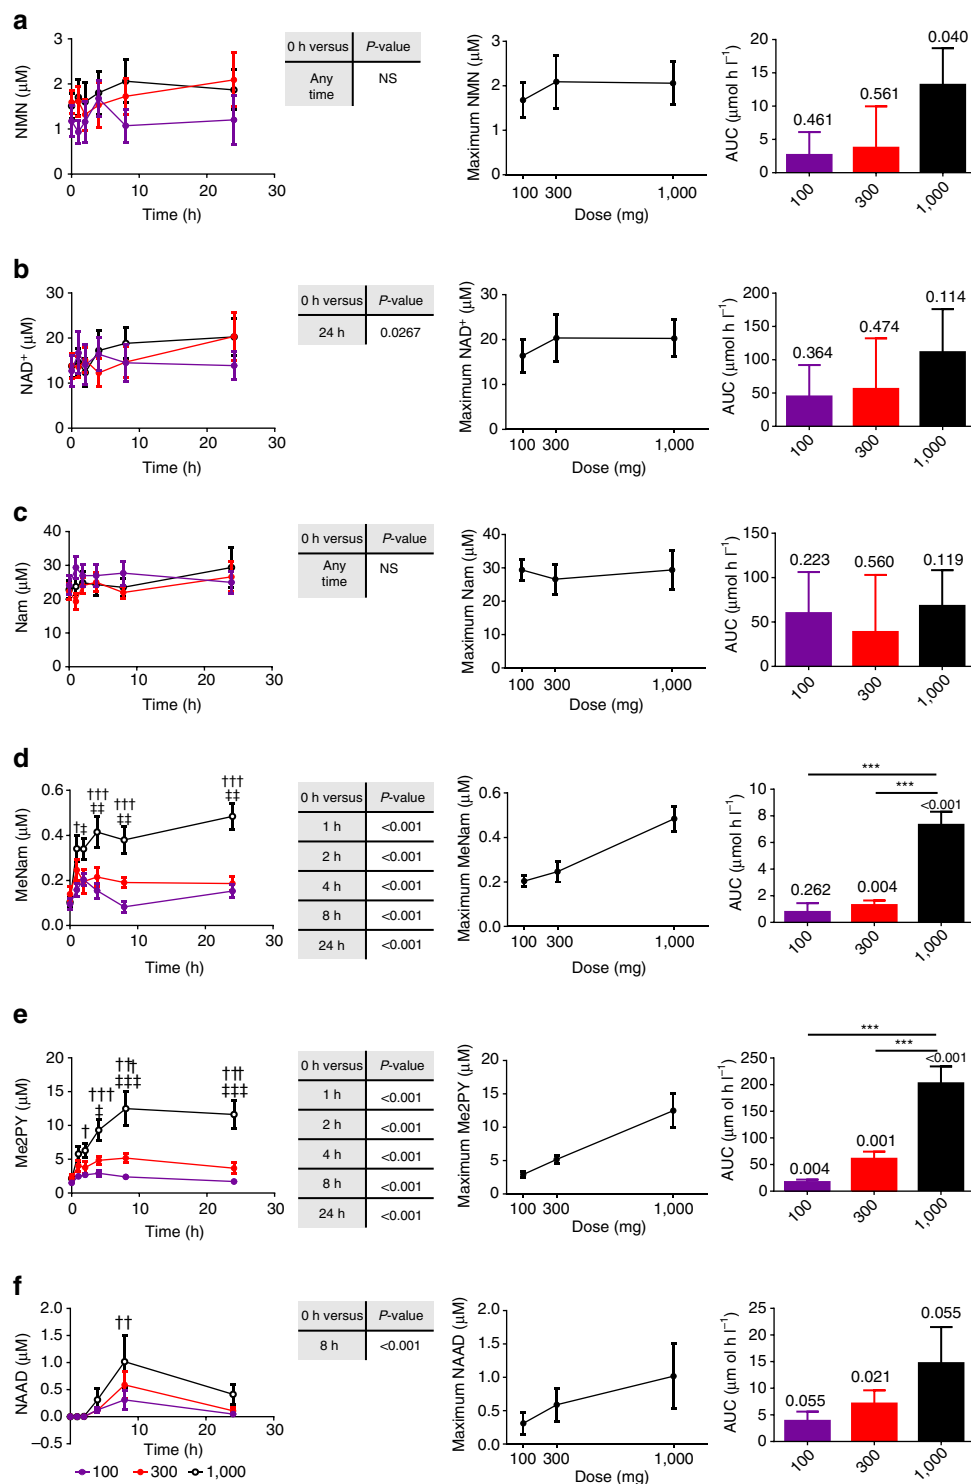 a
NMN (μM)
3
2
1
0
0 10 20 30
Time (h)
0 h versus P-value
Any time NS
Maximum NMN (μM)
3
2
1
0
100 300 1,000
Dose (mg)
AUC (μmol h l⁻¹)
20
15
10
5
0
0.461 0.561 0.040
100 300 1,000
b
NAD⁺ (μM)
30
20
10
0
0 10 20 30
Time (h)
0 h versus P-value
24 h 0.0267
Maximum NAD⁺ (μM)
30
20
10
0
100 300 1,000
Dose (mg)
AUC (μmol h l⁻¹)
200
150
100
50
0
0.364 0.474 0.114
100 300 1,000
c
Nam (μM)
40
30
20
10
0
0 10 20 30
Time (h)
0 h versus P-value
Any time NS
Maximum Nam (μM)
40
30
20
10
0
100 300 1,000
Dose (mg)
AUC (μmol h l⁻¹)
150
100
50
0
0.223 0.560 0.119
100 300 1,000
d
MeNam (μM)
0.6
0.4
0.2
0.0
†‡ ††† ‡‡ ††† ‡‡ ††† ‡‡
0 10 20 30
Time (h)
0 h versus P-value
1 h <0.001
2 h <0.001
4 h <0.001
8 h <0.001
24 h <0.001
Maximum MeNam (μM)
0.6
0.4
0.2
0.0
100 300 1,000
Dose (mg)
AUC (μmol h l⁻¹)
8
6
4
2
0
***
***
0.262 0.004 <0.001
100 300 1,000
e
Me2PY (μM)
20
15
10
5
0
† ††† ‡ ††† ‡‡‡ ††† ‡‡‡
0 10 20 30
Time (h)
0 h versus P-value
1 h <0.001
2 h <0.001
4 h <0.001
8 h <0.001
24 h <0.001
Maximum Me2PY (μM)
20
15
10
5
0
100 300 1,000
Dose (mg)
AUC (μm ol h l⁻¹)
250
200
150
100
50
0
***
***
0.004 0.001 <0.001
100 300 1,000
f
NAAD (μM)
2.0
1.5
1.0
0.5
0.0
–0.5
††
10 20 30
Time (h)
100 300 1,000
0 h versus P-value
8 h <0.001
Maximum NAAD (μM)
2.0
1.5
1.0
0.5
0.0
100 300 1,000
Dose (mg)
AUC (μm ol h l⁻¹)
25
20
15
10
5
0
0.055 0.021 0.055
100 300 1,000